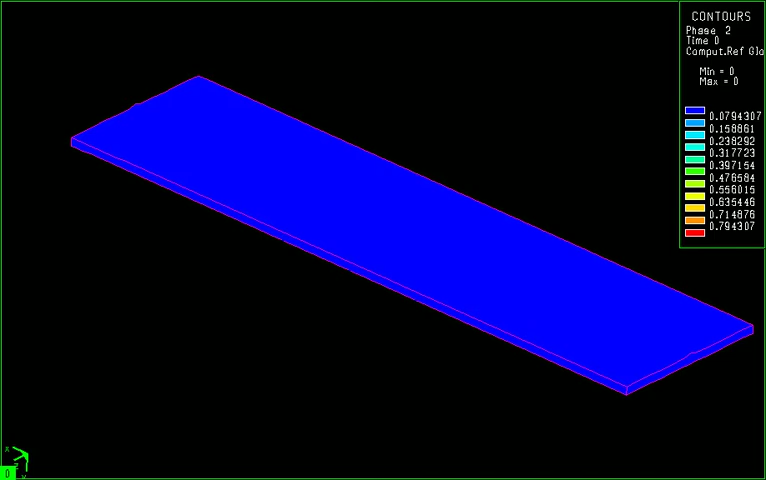 CONTOURS
Phase 2
Time 0
Comput.Ref Glo
Min = 0
Max = 0
0.0794307
0.158861
0.238292
0.317723
0.397154
0.476584
0.556015
0.635446
0.714876
0.794307
X
Z
Y
0